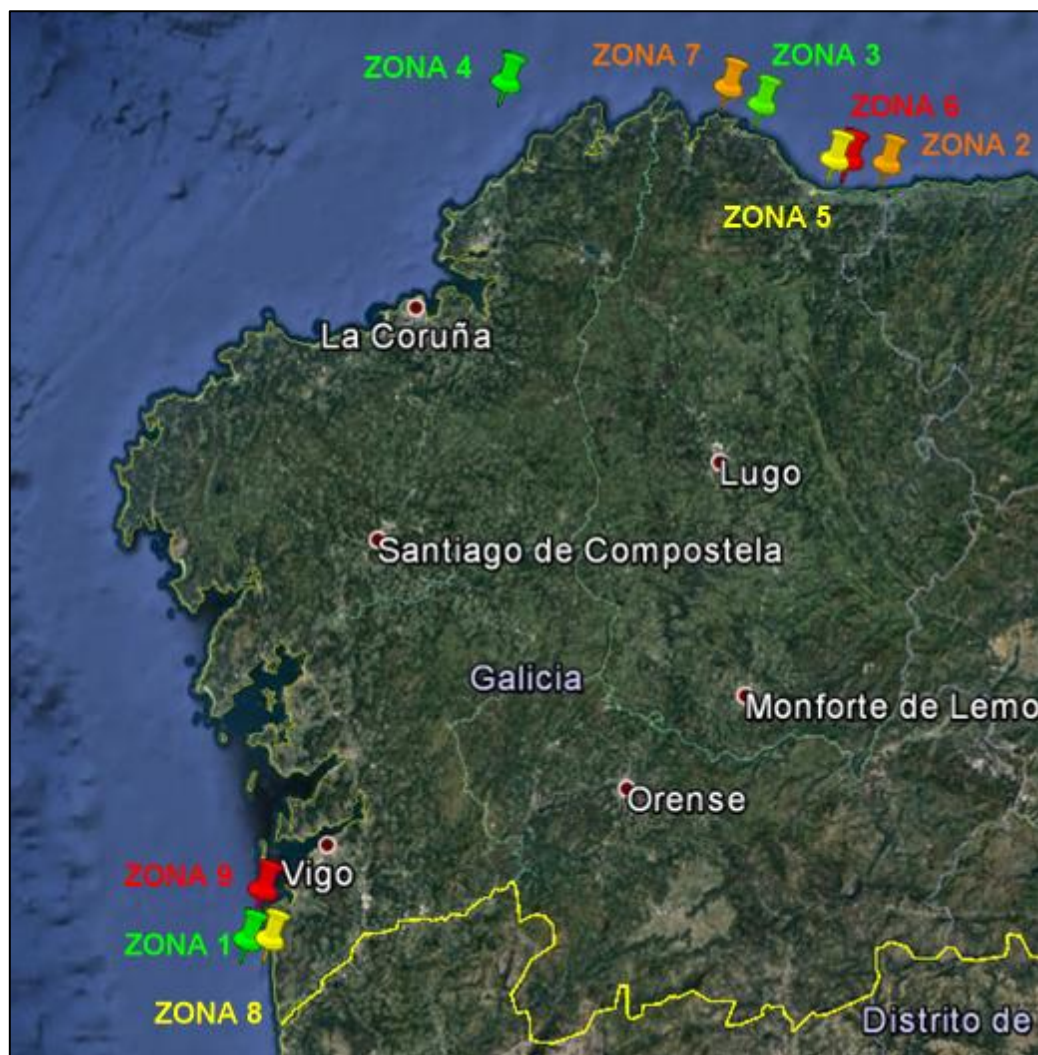 ZONA 4
ZONA 7
ZONA 3
ZONA 6
ZONA 2
ZONA 5
La Coruña
Lugo
Santiago de Compostela
Galicia
Monforte de Lemo
Orense
ZONA 9
Vigo
ZONA 1
ZONA 8
Distrito de